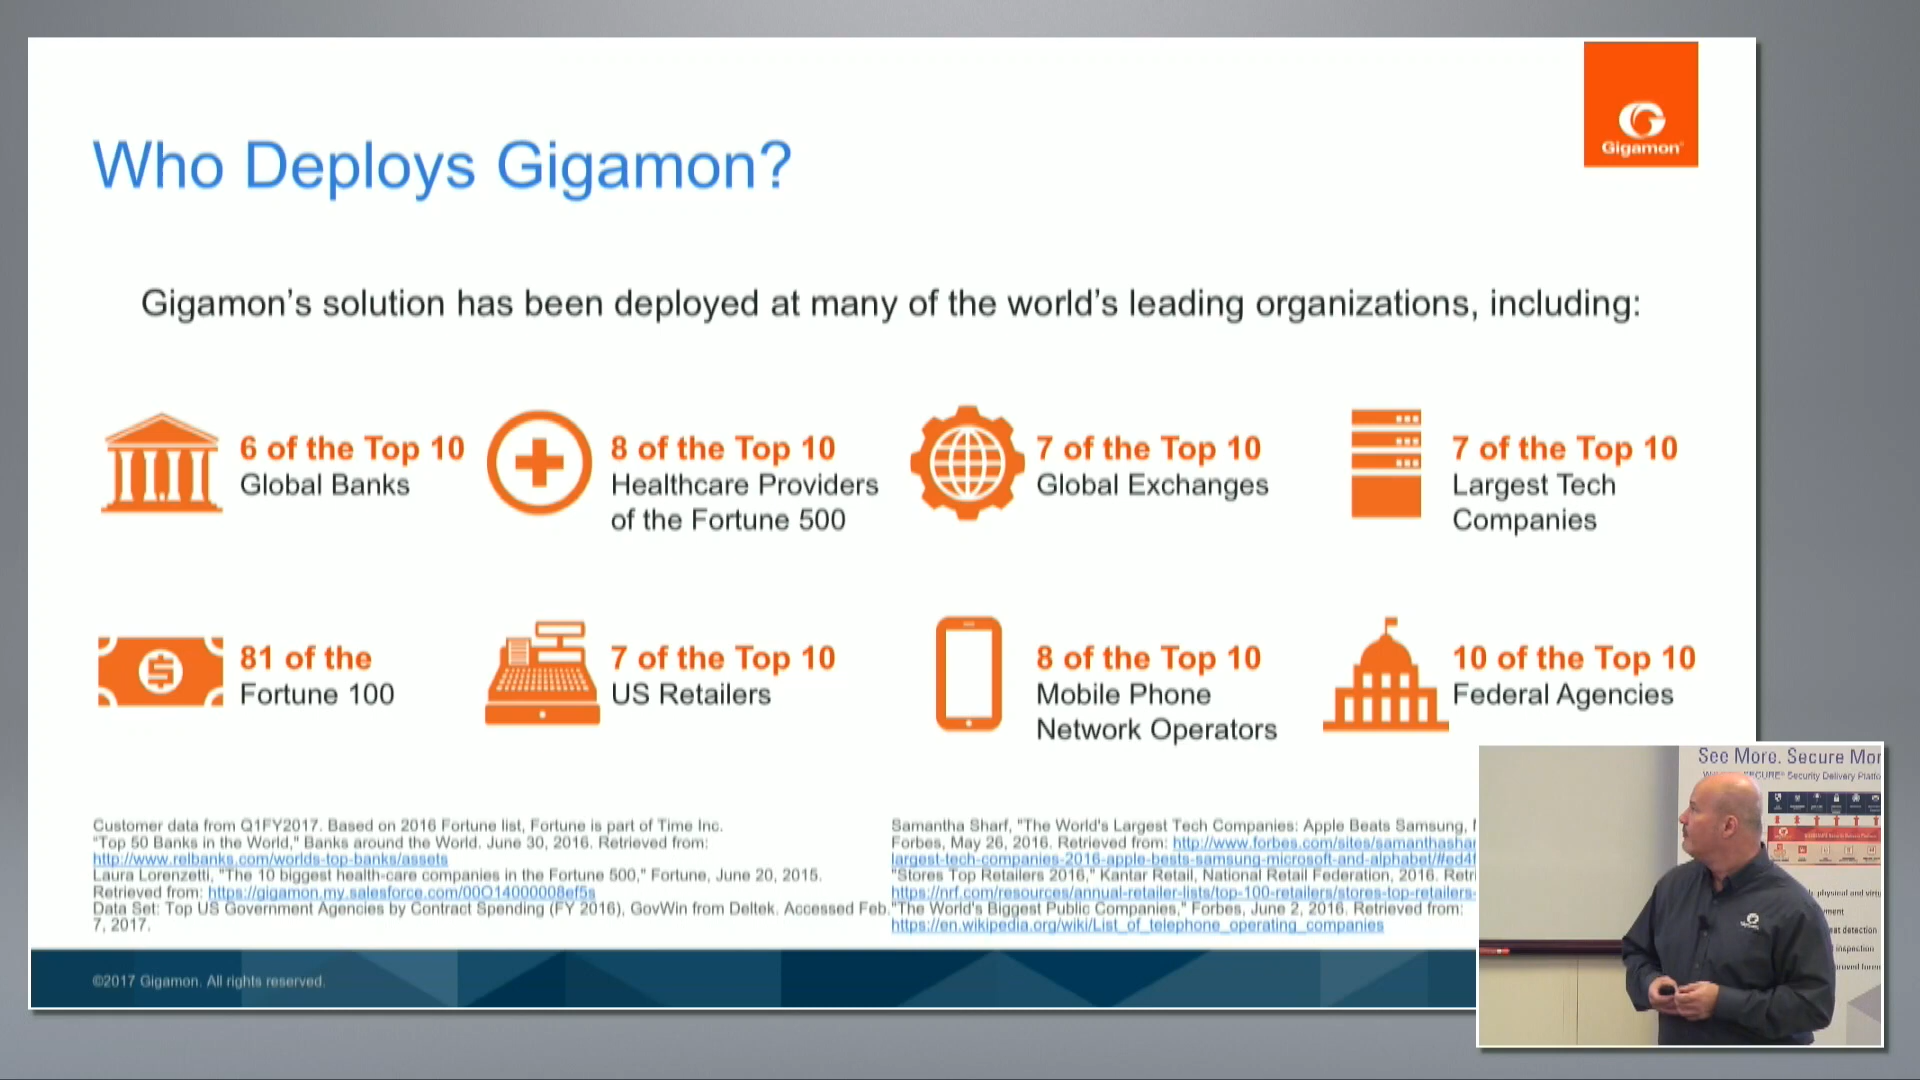 Gigamon
Who Deploys Gigamon?
Gigamon's solution has been deployed at many of the world's leading organizations, including:
6 of the Top 10
Global Banks
8 of the Top 10
Healthcare Providers
of the Fortune 500
7 of the Top 10
Global Exchanges
7 of the Top 10
Largest Tech
Companies
81 of the
Fortune 100
7 of the Top 10
US Retailers
8 of the Top 10
Mobile Phone
Network Operators
10 of the Top 10
Federal Agencies
Customer data from Q1FY2017. Based on 2016 Fortune list, Fortune is part of Time Inc.
"Top 50 Banks in the World," Banks around the World. June 30, 2016. Retrieved from:
http://www.relbanks.com/worlds-top-banks/assets
Laura Lorenzetti, "The 10 biggest health-care companies in the Fortune 500," Fortune, June 20, 2015.
Retrieved from: https://gigamon.my.salesforce.com/00O14000008ef5s
Data Set: Top US Government Agencies by Contract Spending (FY 2016), GovWin from Deltek. Accessed Feb.
7, 2017.
Samantha Sharf, "The World's Largest Tech Companies: Apple Beats Samsung,
Forbes, May 26, 2016. Retrieved from: http://www.forbes.com/sites/samanthashar
largest-tech-companies-2016-apple-bests-samsung-microsoft-and-alphabet/#ed4f
"Stores Top Retailers 2016," Kantar Retail, National Retail Federation, 2016. Retri
https://nrf.com/resources/annual-retailer-lists/top-100-retailers/stores-top-retailers-
"The World's Biggest Public Companies," Forbes, June 2, 2016. Retrieved from:
https://en.wikipedia.org/wiki/List_of_telephone_operating_companies
©2017 Gigamon. All rights reserved.
See More. Secure Mor
Security Delivery Platfo
physical and virtu
ment
at detection
inspection